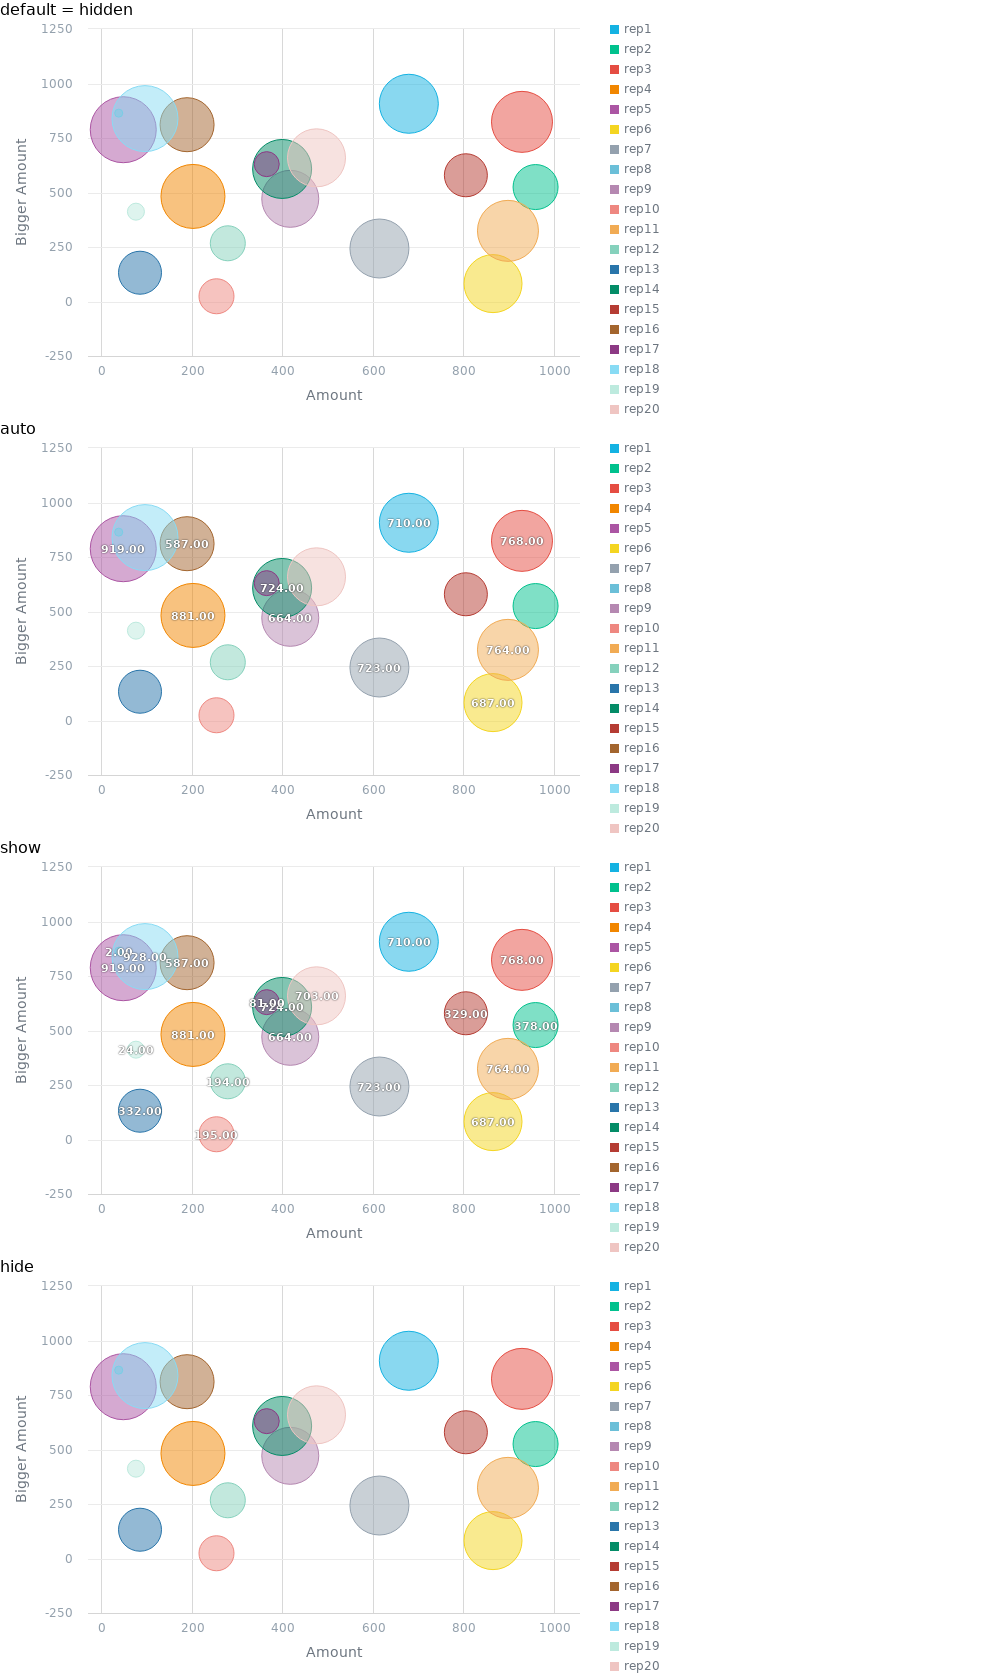 default = hidden
1250
1000
750
500
250
0
-250
Bigger Amount
0 200 400 600 800 1000
Amount
rep1
rep2
rep3
rep4
rep5
rep6
rep7
rep8
rep9
rep10
rep11
rep12
rep13
rep14
rep15
rep16
rep17
rep18
rep19
rep20
auto
1250
1000
750
500
250
0
-250
Bigger Amount
710.00
768.00
919.00
587.00
724.00
881.00
664.00
764.00
723.00
687.00
0 200 400 600 800 1000
Amount
rep1
rep2
rep3
rep4
rep5
rep6
rep7
rep8
rep9
rep10
rep11
rep12
rep13
rep14
rep15
rep16
rep17
rep18
rep19
rep20
show
1250
1000
750
500
250
0
-250
Bigger Amount
710.00
2.00
928.00
768.00
587.00
919.00
703.00
81.00
724.00
329.00
378.00
881.00
664.00
24.00
764.00
194.00
723.00
332.00
687.00
195.00
0 200 400 600 800 1000
Amount
rep1
rep2
rep3
rep4
rep5
rep6
rep7
rep8
rep9
rep10
rep11
rep12
rep13
rep14
rep15
rep16
rep17
rep18
rep19
rep20
hide
1250
1000
750
500
250
0
-250
Bigger Amount
0 200 400 600 800 1000
Amount
rep1
rep2
rep3
rep4
rep5
rep6
rep7
rep8
rep9
rep10
rep11
rep12
rep13
rep14
rep15
rep16
rep17
rep18
rep19
rep20